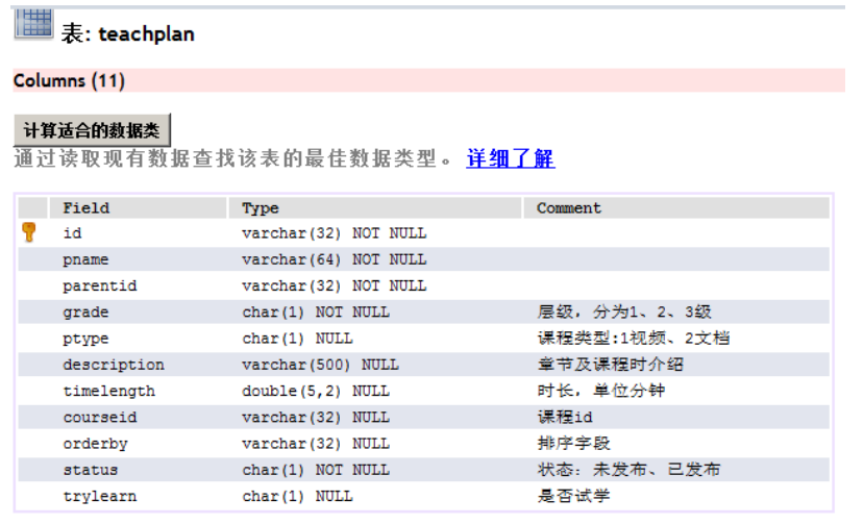 表: teachplan
Columns (11)
计算适合的数据类
通过读取现有数据查找该表的最佳数据类型。 详细了解
Field Type Comment
id varchar(32) NOT NULL
pname varchar(64) NOT NULL
parentid varchar(32) NOT NULL
grade char(1) NOT NULL 层级，分为1、2、3级
ptype char(1) NULL 课程类型:1视频、2文档
description varchar(500) NULL 章节及课程时介绍
timelength double(5,2) NULL 时长，单位分钟
courseid varchar(32) NULL 课程id
orderby varchar(32) NULL 排序字段
status char(1) NOT NULL 状态：未发布、已发布
trylearn char(1) NULL 是否试学